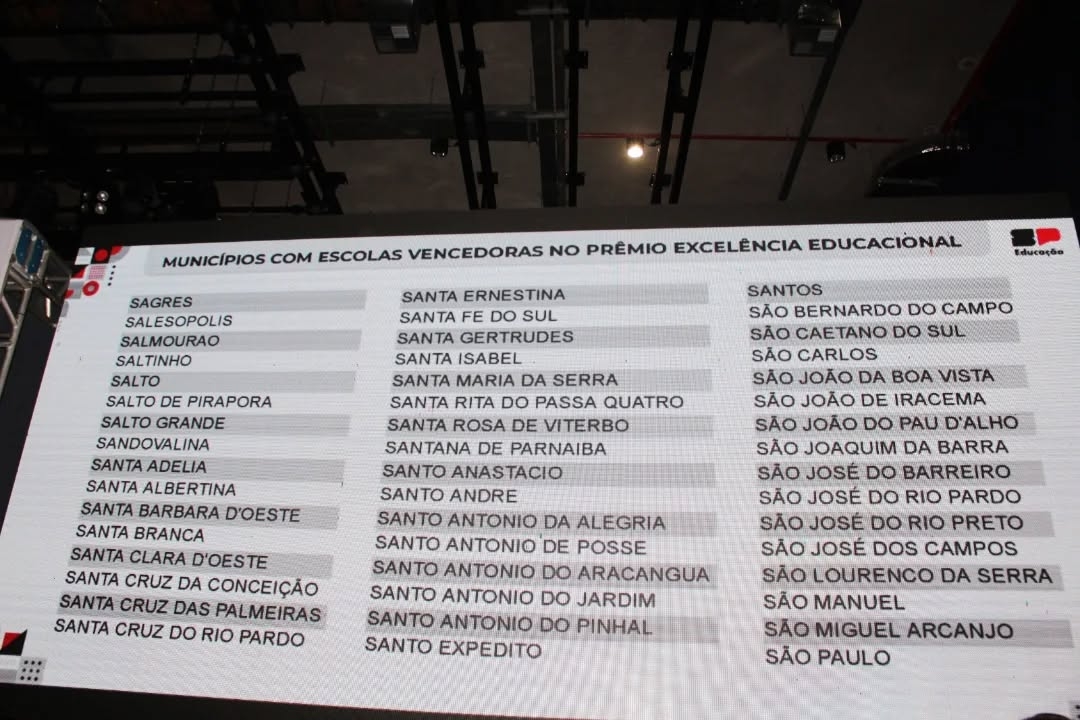 MUNICÍPIOS COM ESCOLAS VENCEDORAS NO PRÊMIO EXCELÊNCIA EDUCACIONAL
SP
Educação
SAGRES
SALESOPOLIS
SALMOURAO
SALTINHO
SALTO
SALTO DE PIRAPORA
SALTO GRANDE
SANDOVALINA
SANTA ADELIA
SANTA ALBERTINA
SANTA BARBARA D'OESTE
SANTA BRANCA
SANTA CLARA D'OESTE
SANTA CRUZ DA CONCEIÇÃO
SANTA CRUZ DAS PALMEIRAS
SANTA CRUZ DO RIO PARDO
SANTA ERNESTINA
SANTA FE DO SUL
SANTA GERTRUDES
SANTA ISABEL
SANTA MARIA DA SERRA
SANTA RITA DO PASSA QUATRO
SANTA ROSA DE VITERBO
SANTANA DE PARNAIBA
SANTO ANASTACIO
SANTO ANDRE
SANTO ANTONIO DA ALEGRIA
SANTO ANTONIO DE POSSE
SANTO ANTONIO DO ARACANGUA
SANTO ANTONIO DO JARDIM
SANTO ANTONIO DO PINHAL
SANTO EXPEDITO
SANTOS
SÃO BERNARDO DO CAMPO
SÃO CAETANO DO SUL
SÃO CARLOS
SÃO JOÃO DA BOA VISTA
SÃO JOÃO DE IRACEMA
SÃO JOÃO DO PAU D'ALHO
SÃO JOAQUIM DA BARRA
SÃO JOSÉ DO BARREIRO
SÃO JOSÉ DO RIO PARDO
SÃO JOSÉ DO RIO PRETO
SÃO JOSÉ DOS CAMPOS
SÃO LOURENCO DA SERRA
SÃO MANUEL
SÃO MIGUEL ARCANJO
SÃO PAULO